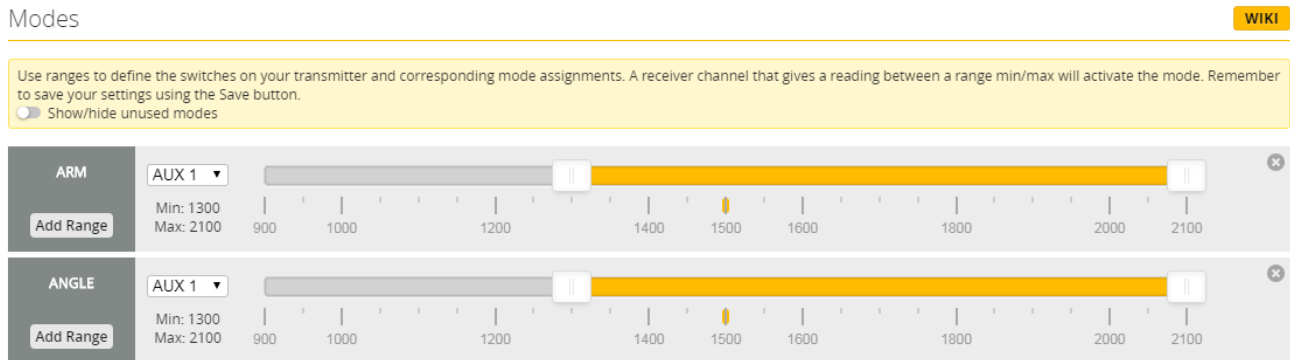 Modes
WIKI
Use ranges to define the switches on your transmitter and corresponding mode assignments. A receiver channel that gives a reading between a range min/max will activate the mode. Remember
to save your settings using the Save button.
Show/hide unused modes
ARM
AUX 1
Min: 1300
Max: 2100
Add Range
900 1000 1200 1400 1500 1600 1800 2000 2100
ANGLE
AUX 1
Min: 1300
Max: 2100
Add Range
900 1000 1200 1400 1500 1600 1800 2000 2100